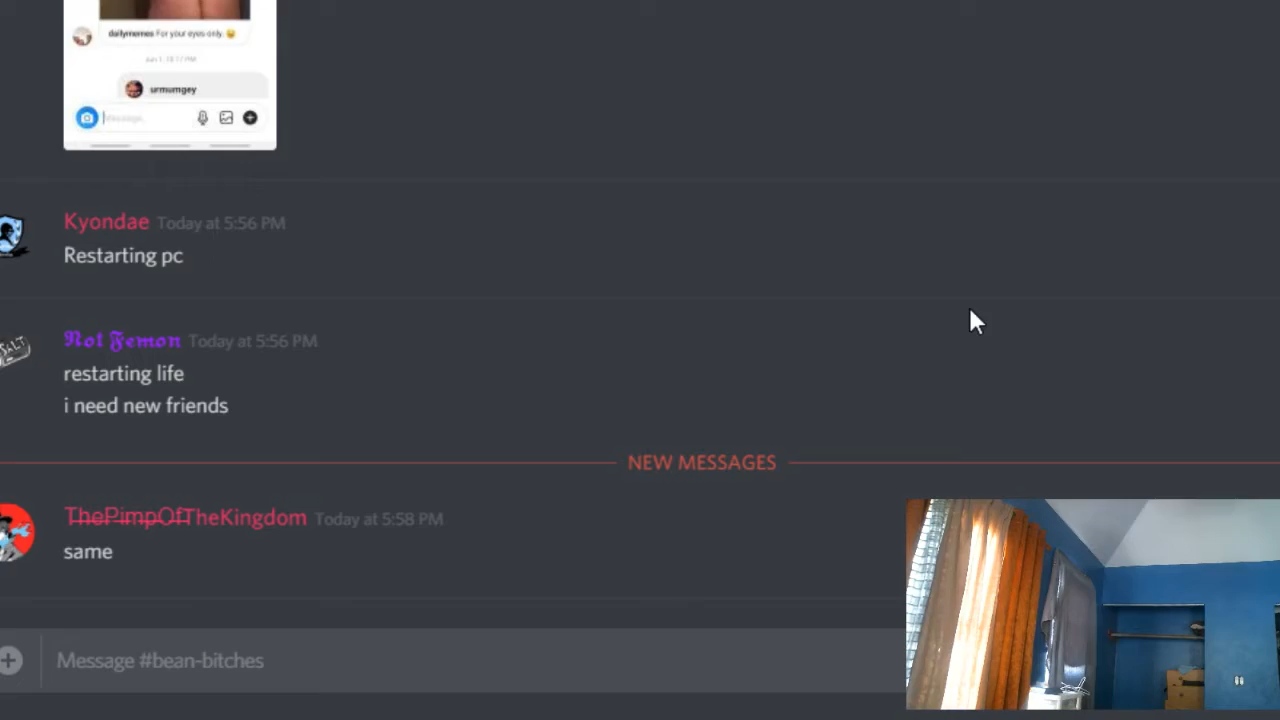 dailymemes For your eyes only. 😄
urmumgey
Kyondae Today at 5:56 PM
Restarting pc
SALT
𝕹𝖔𝖙 𝕱𝖊𝖒𝖔𝖓 Today at 5:56 PM
restarting life
i need new friends
NEW MESSAGES
ThePimpOfTheKingdom Today at 5:58 PM
same
Message #bean-bitches